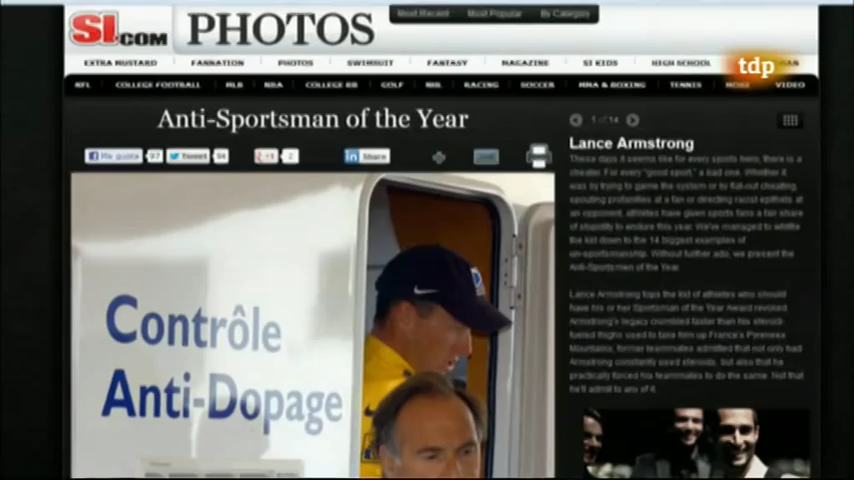 SI.COM PHOTOS
Most Recent Most Popular By Category
EXTRA MUSTARD FANNATION PHOTOS SWIMSUIT FANTASY MAGAZINE SI KIDS HIGH SCHOOL
tdp
NFL COLLEGE FOOTBALL MLB NBA COLLEGE BB GOLF NHL RACING SOCCER MMA & BOXING TENNIS MORE VIDEO
Anti-Sportsman of the Year
1 of 14
Me gusta 97 Tweet 94 +1 2 Share
Lance Armstrong
These days it seems like for every sports hero, there is a
cheater. For every "good sport," a bad one. Whether it
was by trying to game the system or by flat-out cheating,
spouting profanities at a fan or directing racist epithets at
an opponent, athletes have given sports fans a fair share
of stupidity to endure this year. We've managed to whittle
the list down to the 14 biggest examples of
un-sportsmanship. Without further ado, we present the
Anti-Sportsmen of the Year.
Lance Armstrong tops the list of athletes who should
have his or her Sportsman of the Year Award revoked.
Armstrong's legacy crumbled faster than his steroid-
fueled thighs used to take him up France's Pyrenees
Mountains, former teammates admitted that not only had
Armstrong constantly used steroids, but also that he
practically forced his teammates to do the same. Not that
he'll admit to any of it.
Contrôle
Anti-Dopage